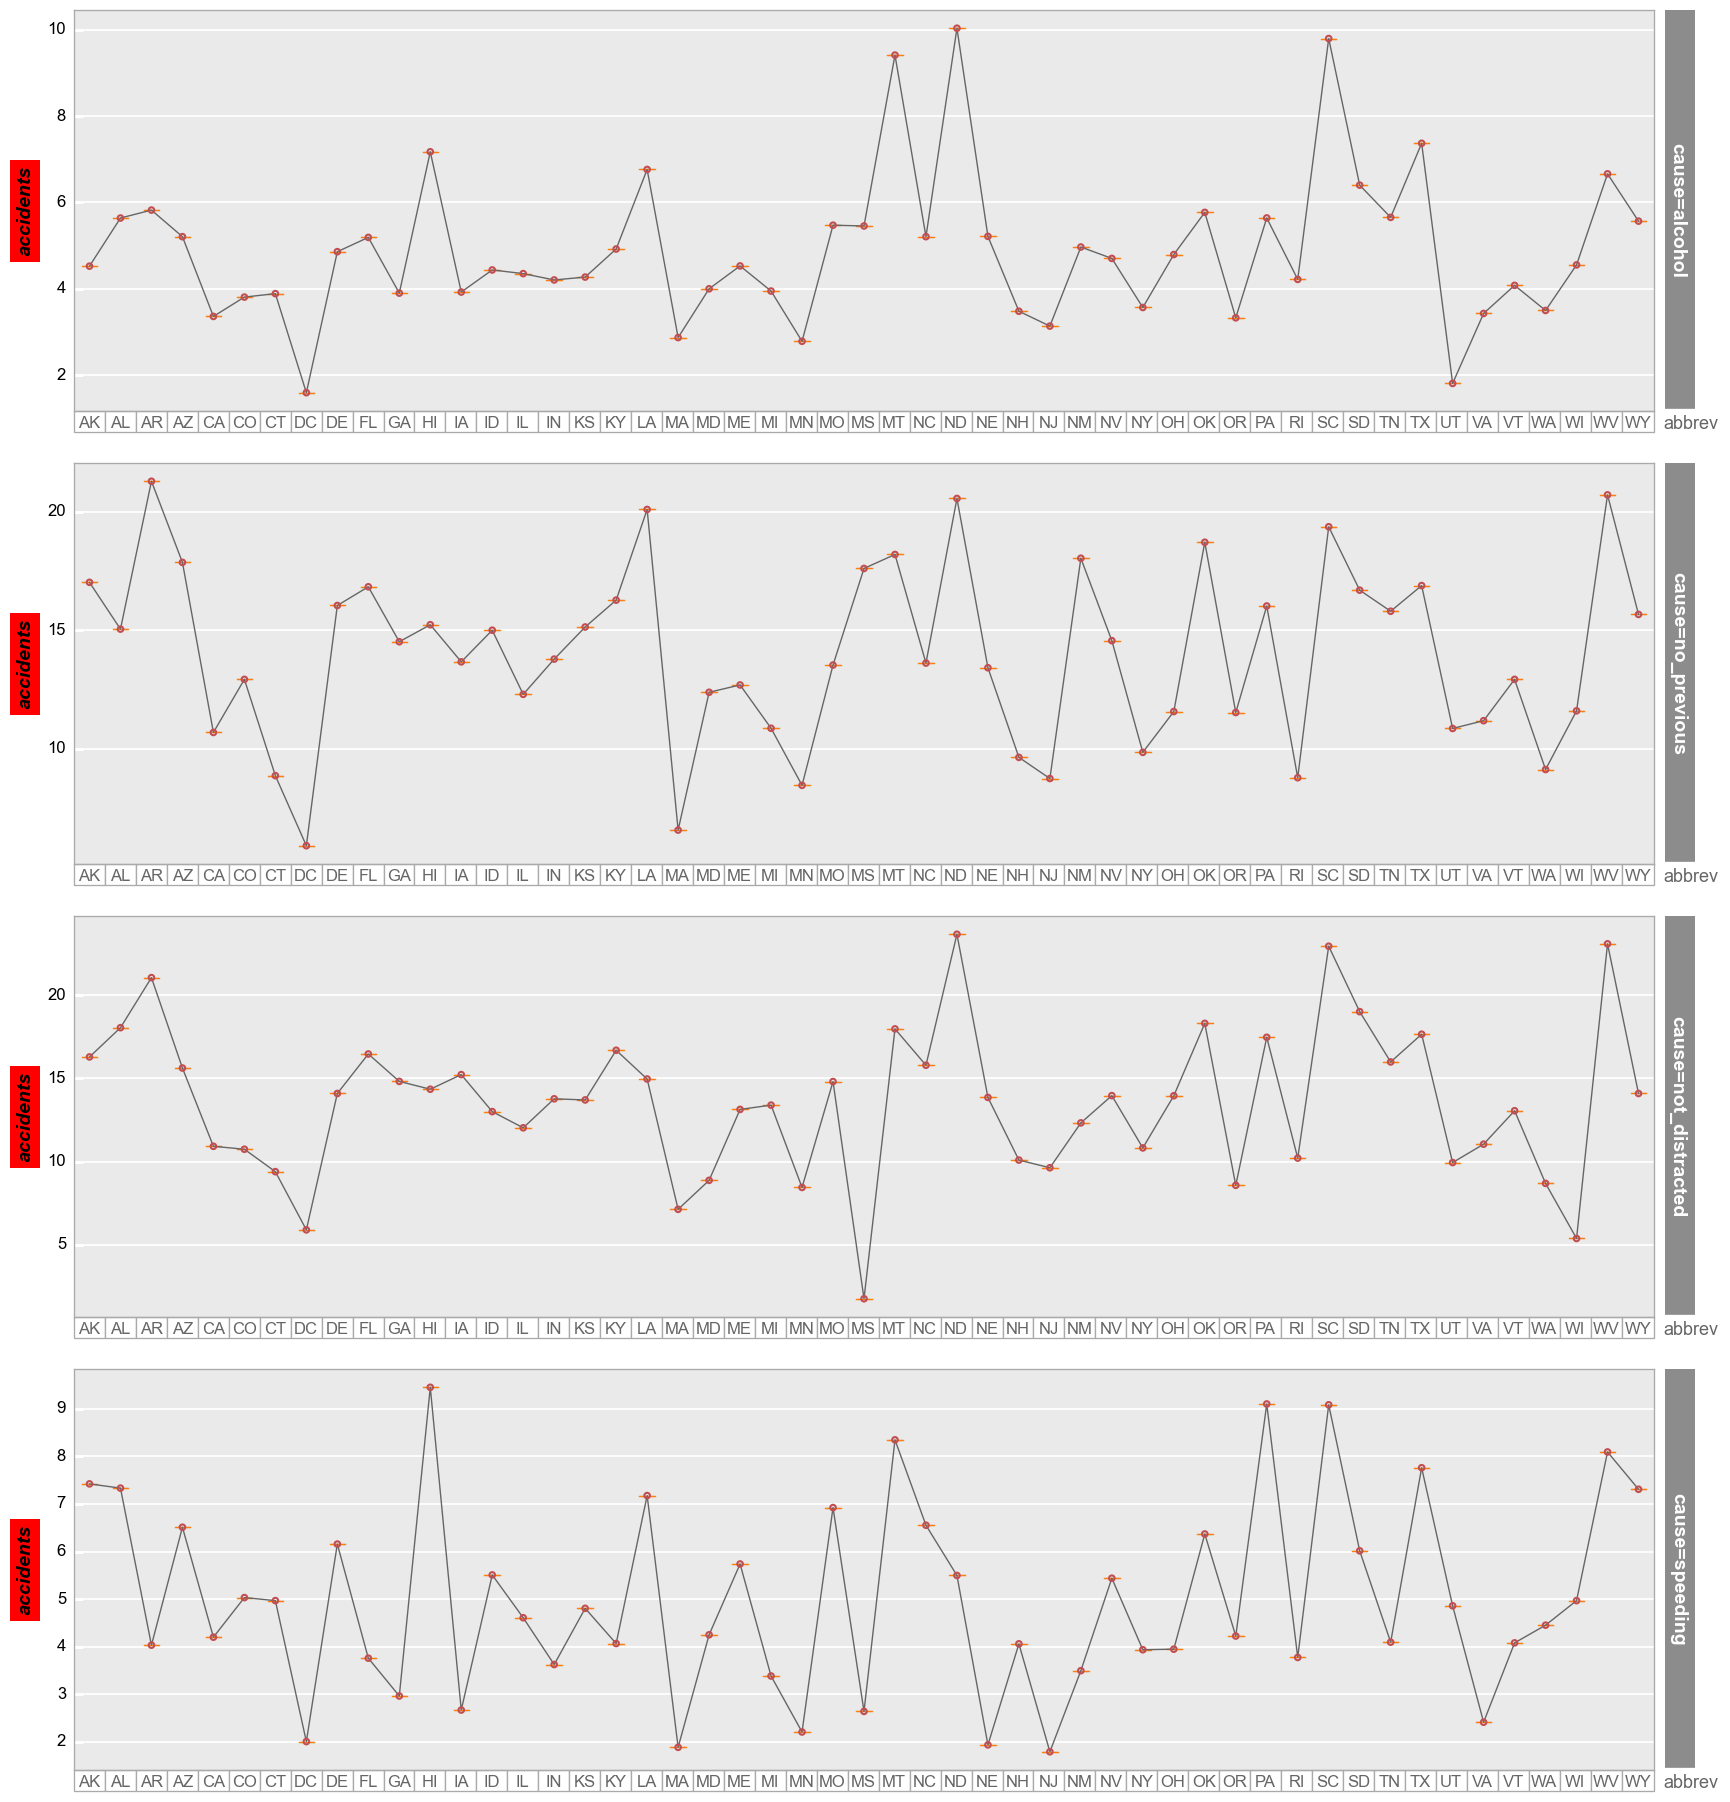 10
8
6
4
2
accidents
cause=alcohol
AK AL AR AZ CA CO CT DC DE FL GA HI IA ID IL IN KS KY LA MA MD ME MI MN MO MS MT NC ND NE NH NJ NM NV NY OH OK OR PA RI SC SD TN TX UT VA VT WA WI WV WY abbrev
20
15
10
accidents
cause=no_previous
AK AL AR AZ CA CO CT DC DE FL GA HI IA ID IL IN KS KY LA MA MD ME MI MN MO MS MT NC ND NE NH NJ NM NV NY OH OK OR PA RI SC SD TN TX UT VA VT WA WI WV WY abbrev
20
15
10
5
accidents
cause=not_distracted
AK AL AR AZ CA CO CT DC DE FL GA HI IA ID IL IN KS KY LA MA MD ME MI MN MO MS MT NC ND NE NH NJ NM NV NY OH OK OR PA RI SC SD TN TX UT VA VT WA WI WV WY abbrev
9
8
7
6
5
4
3
2
accidents
cause=speeding
AK AL AR AZ CA CO CT DC DE FL GA HI IA ID IL IN KS KY LA MA MD ME MI MN MO MS MT NC ND NE NH NJ NM NV NY OH OK OR PA RI SC SD TN TX UT VA VT WA WI WV WY abbrev